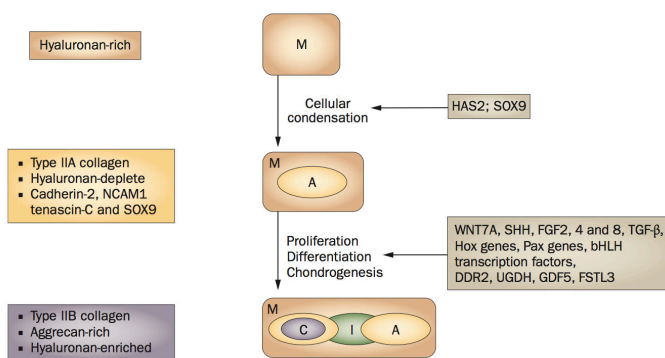 Hyaluronan-rich
M
Cellular
condensation
HAS2; SOX9
▪ Type IIA collagen
▪ Hyaluronan-deplete
▪ Cadherin-2, NCAM1
tenascin-C and SOX9
M
A
Proliferation
Differentiation
Chondrogenesis
WNT7A, SHH, FGF2, 4 and 8, TGF-β,
Hox genes, Pax genes, bHLH
transcription factors,
DDR2, UGDH, GDF5, FSTL3
▪ Type IIB collagen
▪ Aggrecan-rich
▪ Hyaluronan-enriched
M
C I A